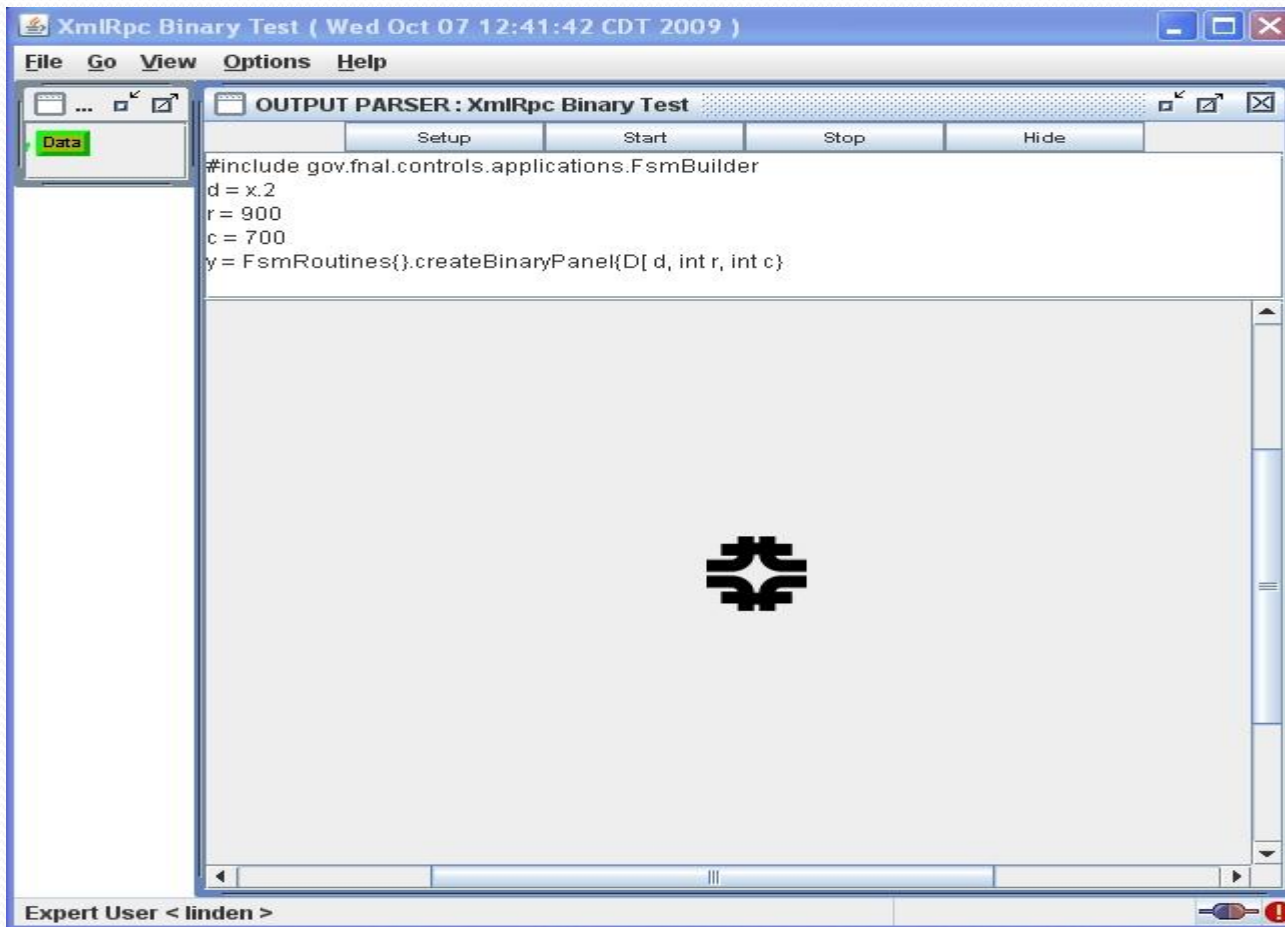 XmlRpc Binary Test ( Wed Oct 07 12:41:42 CDT 2009 )
File Go View Options Help
...
OUTPUT PARSER : XmlRpc Binary Test
Data
Setup Start Stop Hide
#include gov.fnal.controls.applications.FsmBuilder
d = x.2
r = 900
c = 700
y = FsmRoutines{}.createBinaryPanel{D[ d, int r, int c}
Expert User < linden >